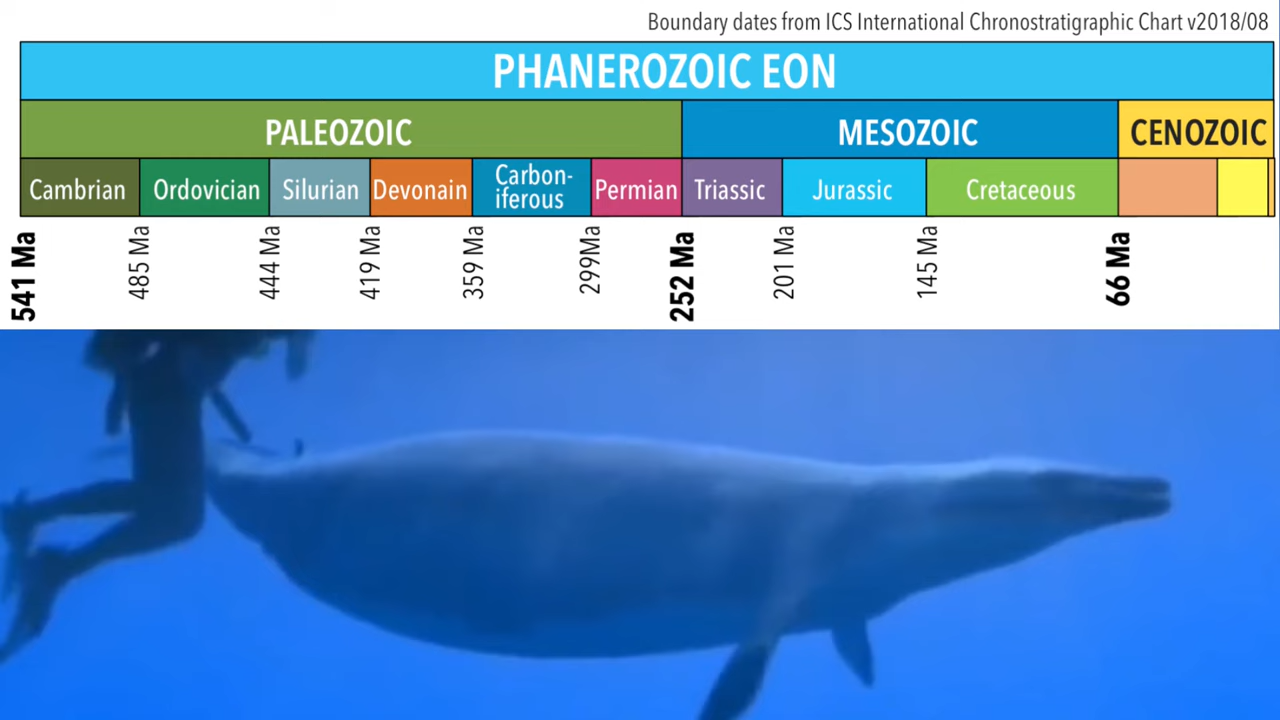 Boundary dates from ICS International Chronostratigraphic Chart v2018/08
PHANEROZOIC EON
PALEOZOIC
MESOZOIC
CENOZOIC
Cambrian
Ordovician
Silurian
Devonain
Carbon-
iferous
Permian
Triassic
Jurassic
Cretaceous
541 Ma
485 Ma
444 Ma
419 Ma
359 Ma
299Ma
252 Ma
201 Ma
145 Ma
66 Ma